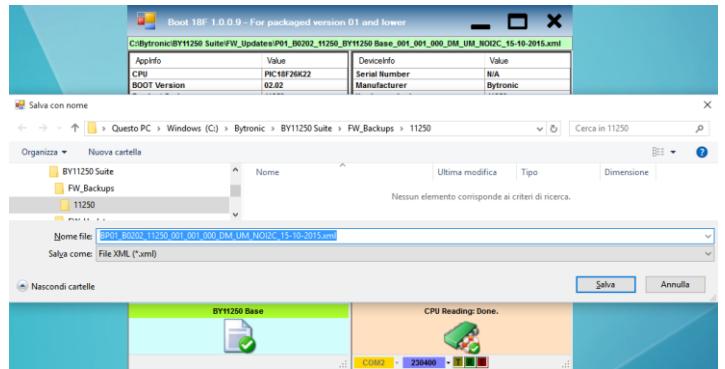 Boot 18F 1.0.0.9 - For packaged version 01 and lower
C:\Bytronic\BY11250 Suite\FW_Updates\P01_B0202_11250_BY11250 Base_001_001_000_DM_UM_NOI2C_15-10-2015.xml
AppInfo Value DeviceInfo Value
CPU PIC18F26K22 Serial Number N/A
BOOT Version 02.02 Manufacturer Bytronic
Salva con nome
Questo PC > Windows (C:) > Bytronic > BY11250 Suite > FW_Backups > 11250 Cerca in 11250
Organizza Nuova cartella
BY11250 Suite Nome Ultima modifica Tipo Dimensione
FW_Backups
11250 Nessun elemento corrisponde ai criteri di ricerca.
Nome file: BP01_B0202_11250_001_001_000_DM_UM_NOI2C_15-10-2015.xml
Salva come: File XML (*.xml)
Nascondi cartelle Salva Annulla
BY11250 Base CPU Reading: Done.
COM2 - 230400 - T